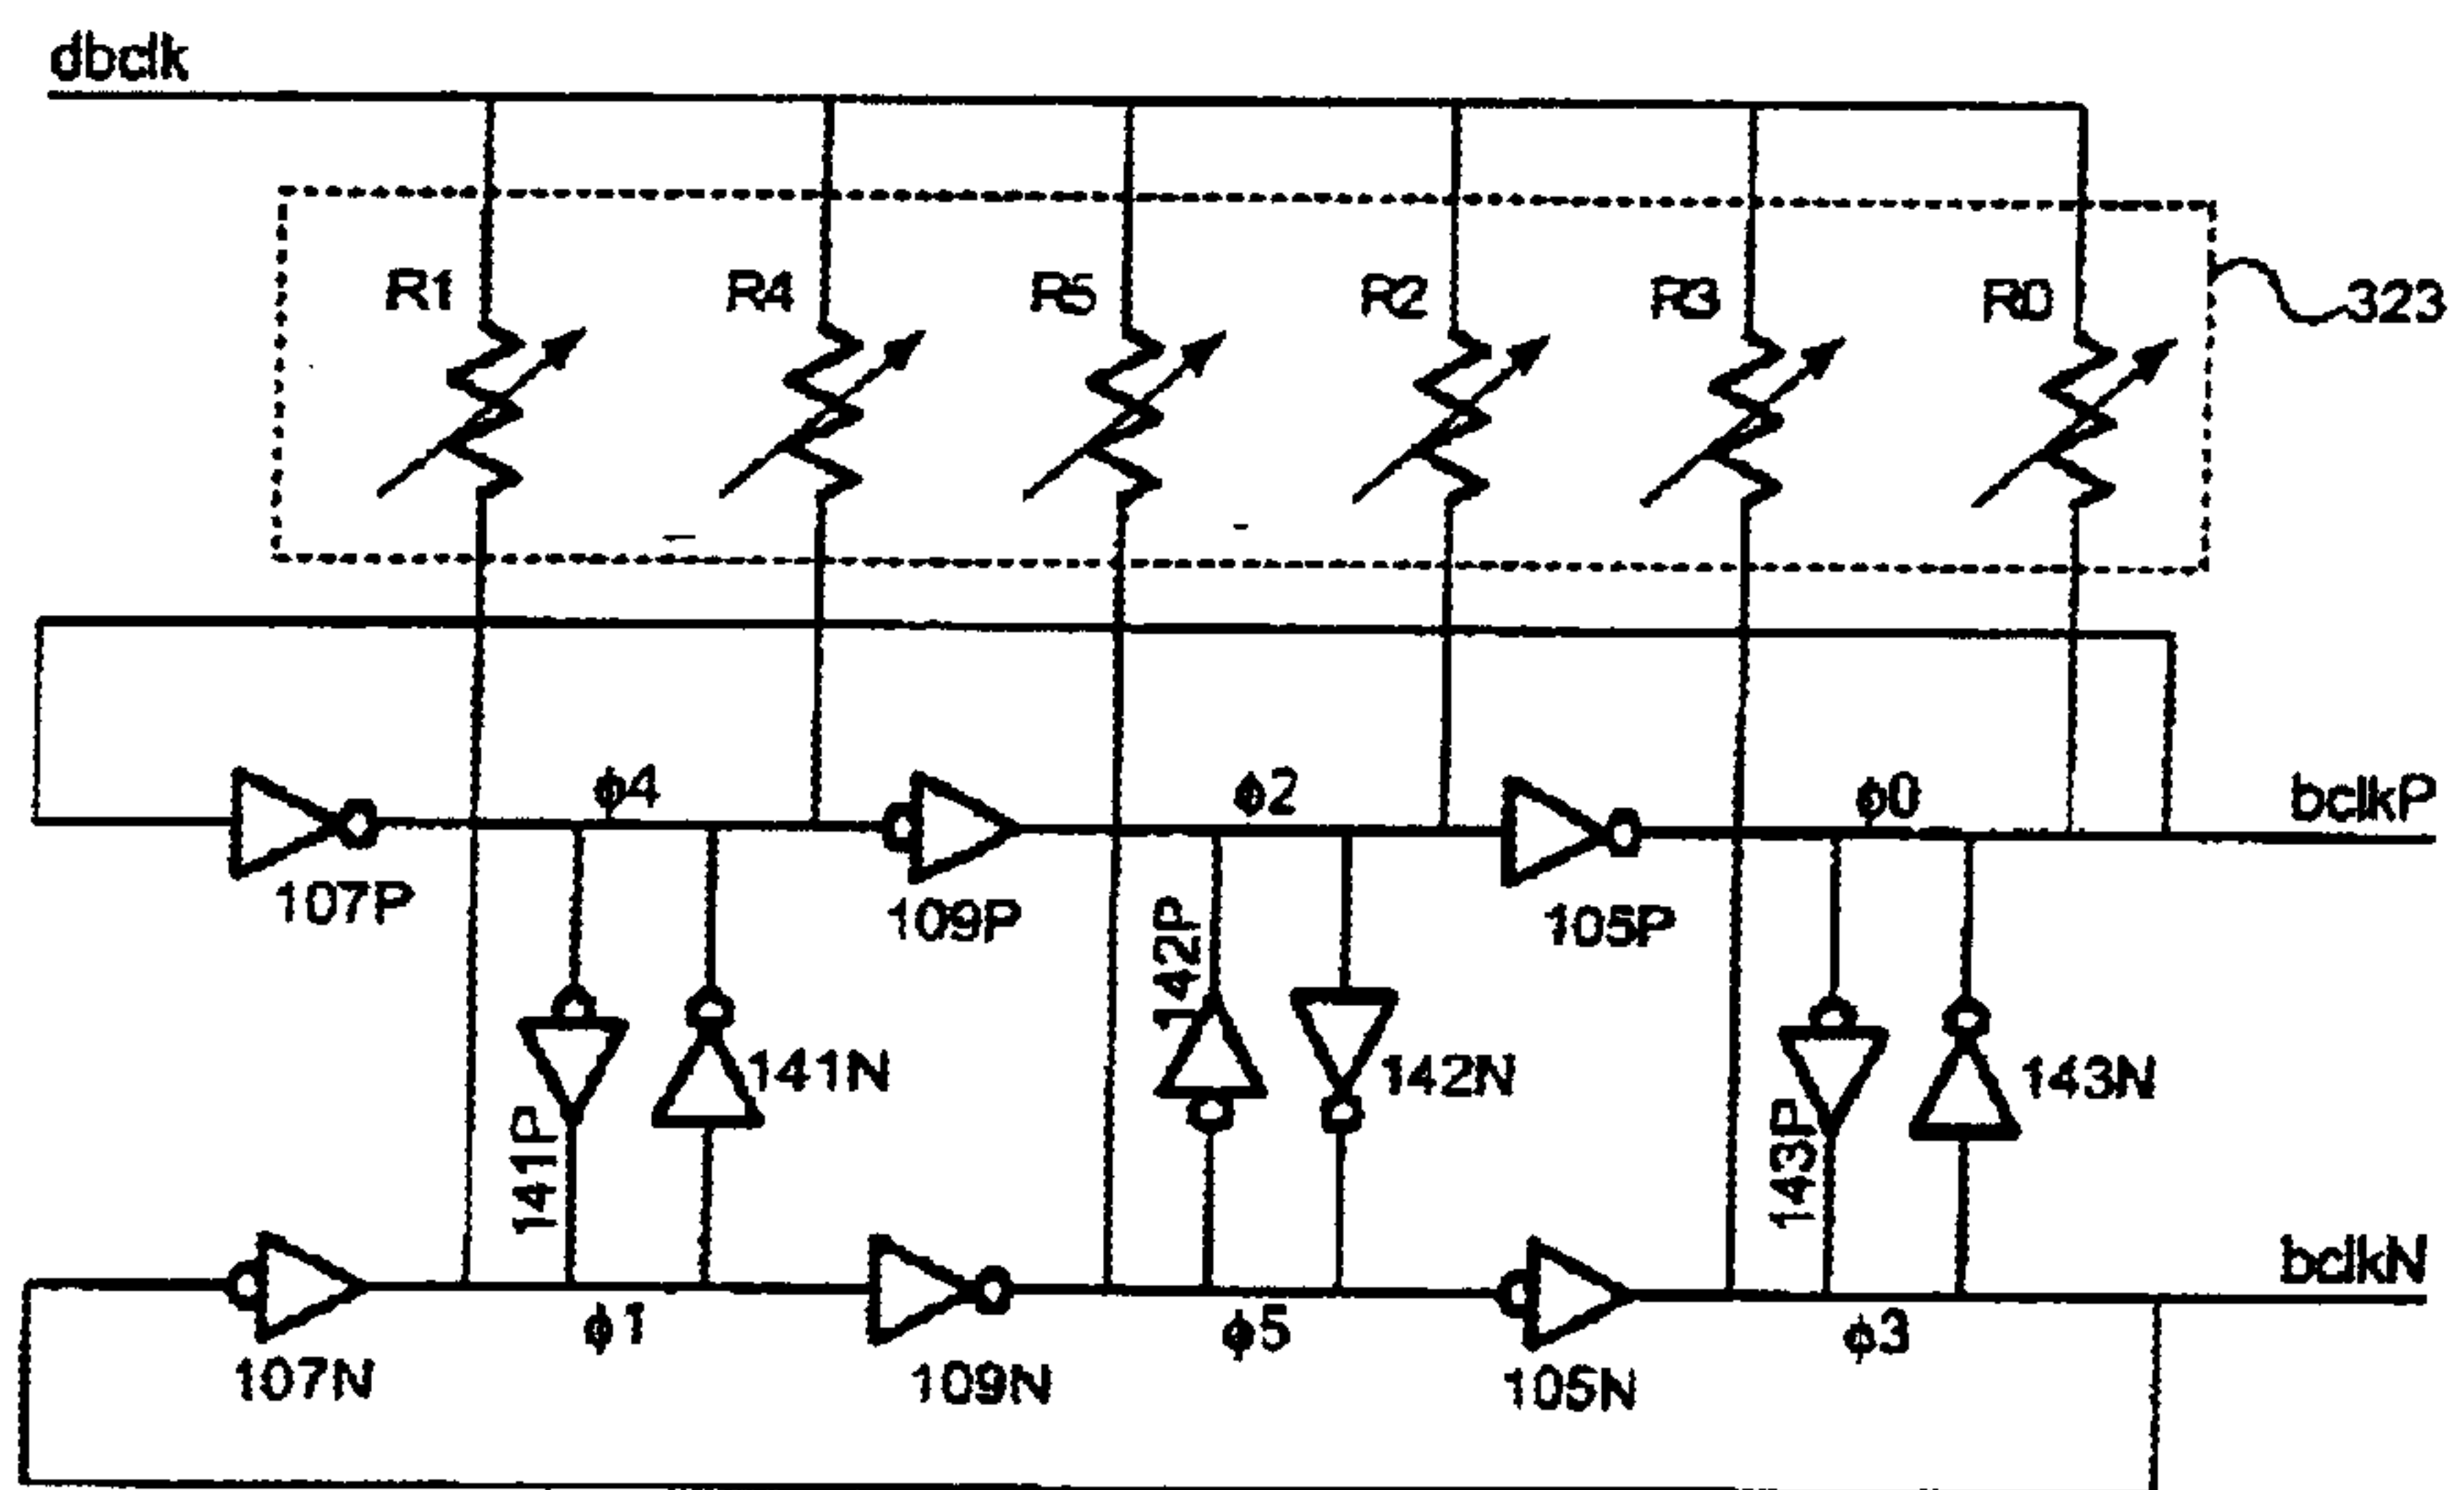 dbclk
R1 R4 R5 R2 R3 R0 323
ϕ4 ϕ2 ϕ0 bclkP
107P 109P 105P
141P 141N 142P 142N 143P 143N
bclkN
ϕ1 ϕ5 ϕ3
107N 109N 105N